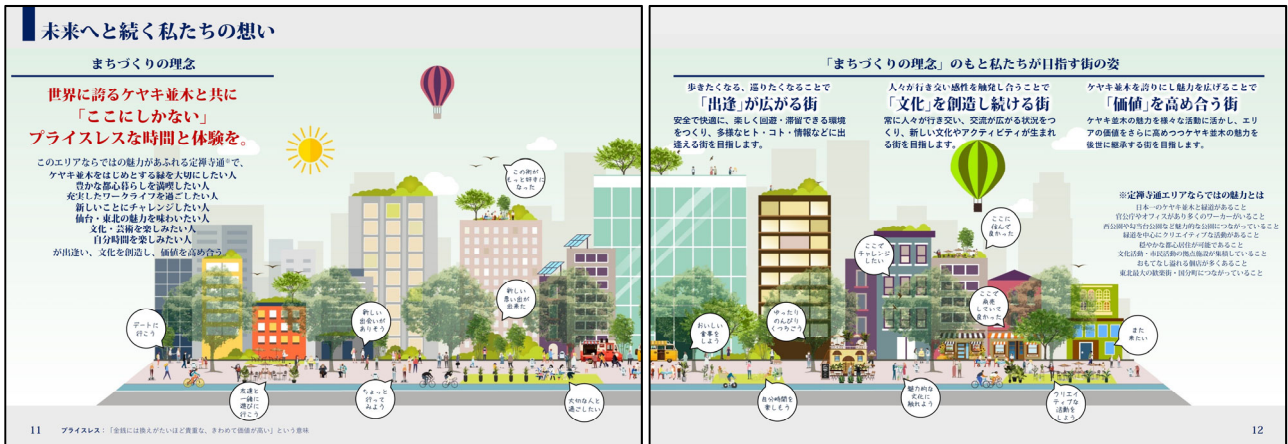 未来へと続く私たちの想い
まちづくりの理念
世界に誇るケヤキ並木と共に
「ここにしかない」
プライスレスな時間と体験を。
このエリアならではの魅力があふれる定禅寺通※で、
ケヤキ並木をはじめとする緑を大切にしたい人
豊かな都心暮らしを満喫したい人
充実したワークライフを過ごしたい人
新しいことにチャレンジしたい人
仙台・東北の魅力を味わいたい人
文化・芸術を楽しみたい人
自分時間を楽しみたい人
が出逢い、文化を創造し、価値を高め合う
この街が
もっと好きに
なった
新しい
思い出が
出来た
新しい
出会いが
ありそう
デートに
行こう
友達と
一緒に
遊びに
行こう
ちょっと
行って
みよう
大切な人と
過ごしたい
11
プライスレス:「金銭には換えがたいほど貴重な、きわめて価値が高い」という意味
「まちづくりの理念」のもと私たちが目指す街の姿
歩きたくなる、巡りたくなることで
「出逢」が広がる街
安全で快適に、楽しく回遊・滞留できる環境
をつくり、多様なヒト・コト・情報などに出
逢える街を目指します。
人々が行き交い感性を触発し合うことで
「文化」を創造し続ける街
常に人々が行き交い、交流が広がる状況をつ
くり、新しい文化やアクティビティが生まれ
る街を目指します。
ケヤキ並木を誇りにし魅力を広げることで
「価値」を高め合う街
ケヤキ並木の魅力を様々な活動に活かし、エリ
アの価値をさらに高めつつケヤキ並木の魅力を
後世に継承する街を目指します。
※定禅寺通エリアならではの魅力とは
日本一のケヤキ並木と緑道があること
官公庁やオフィスがあり多くのワーカーがいること
西公園や勾当台公園など魅力的な公園につながっていること
緑道を中心にクリエイティブな活動があること
穏やかな都心居住が可能であること
文化活動・市民活動の拠点施設が集積していること
おもてなし溢れる個店が多くあること
東北最大の歓楽街・国分町につながっていること
ここに
住んで
良かった
ここで
チャレンジ
したい
ここで
商売
していて
良かった
ゆったり
のんびり
くつろごう
おいしい
食事を
しよう
また
来たい
自分時間を
楽しもう
魅力的な
文化に
触れよう
クリエイ
ティブな
活動を
しよう
12